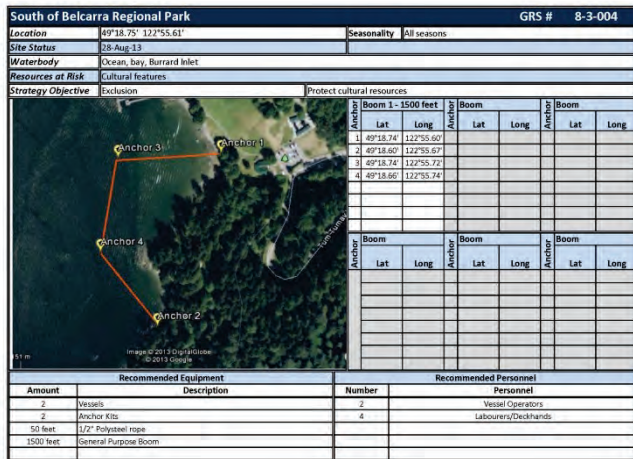 South of Belcarra Regional Park GRS # 8-3-004
Location 49°18.75' 122°55.61' Seasonality All seasons
Site Status 28-Aug-13
Waterbody Ocean, bay, Burrard Inlet
Resources at Risk Cultural features
Strategy Objective Exclusion Protect cultural resources
Anchor Boom 1 - 1500 feet Anchor Boom Anchor Boom
Lat Long Lat Long Lat Long
1 49°18.74' 122°55.60'
2 49°18.60' 122°55.67'
3 49°18.74' 122°55.72'
4 49°18.66' 122°55.74'
Anchor Boom Anchor Boom Anchor Boom
Lat Long Lat Long Lat Long
Anchor 3
Anchor 1
Anchor 4
Anchor 2
Image © 2013 DigitalGlobe
© 2013 Google
51 m
Recommended Equipment Recommended Personnel
Amount Description Number Personnel
2 Vessels 2 Vessel Operators
2 Anchor Kits 4 Labourers/Deckhands
50 feet 1/2" Polysteel rope
1500 feet General Purpose Boom